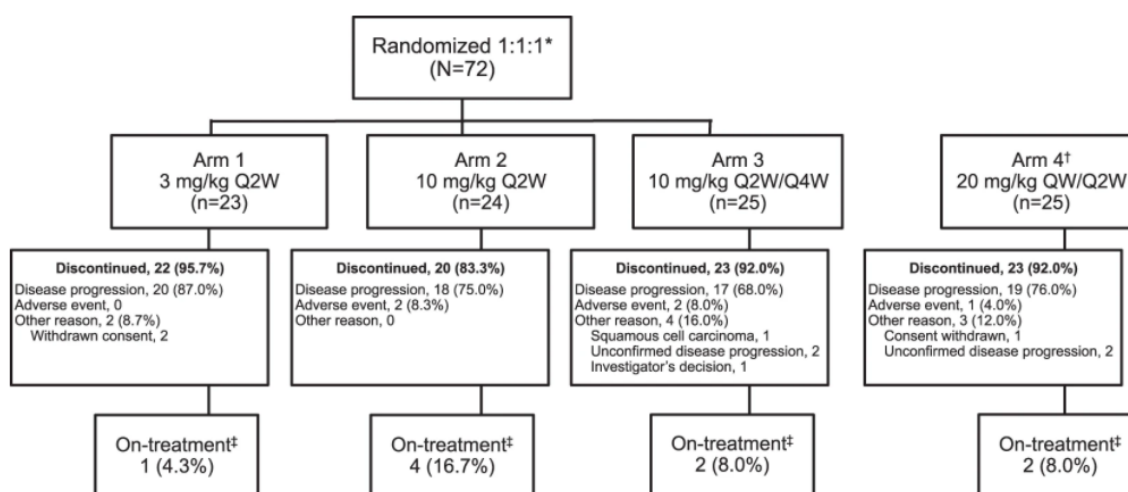 Randomized 1:1:1*
(N=72)
Arm 1
3 mg/kg Q2W
(n=23)
Arm 2
10 mg/kg Q2W
(n=24)
Arm 3
10 mg/kg Q2W/Q4W
(n=25)
Arm 4†
20 mg/kg QW/Q2W
(n=25)
Discontinued, 22 (95.7%)
Disease progression, 20 (87.0%)
Adverse event, 0
Other reason, 2 (8.7%)
Withdrawn consent, 2
Discontinued, 20 (83.3%)
Disease progression, 18 (75.0%)
Adverse event, 2 (8.3%)
Other reason, 0
Discontinued, 23 (92.0%)
Disease progression, 17 (68.0%)
Adverse event, 2 (8.0%)
Other reason, 4 (16.0%)
Squamous cell carcinoma, 1
Unconfirmed disease progression, 2
Investigator's decision, 1
Discontinued, 23 (92.0%)
Disease progression, 19 (76.0%)
Adverse event, 1 (4.0%)
Other reason, 3 (12.0%)
Consent withdrawn, 1
Unconfirmed disease progression, 2
On-treatment‡
1 (4.3%)
On-treatment‡
4 (16.7%)
On-treatment‡
2 (8.0%)
On-treatment‡
2 (8.0%)